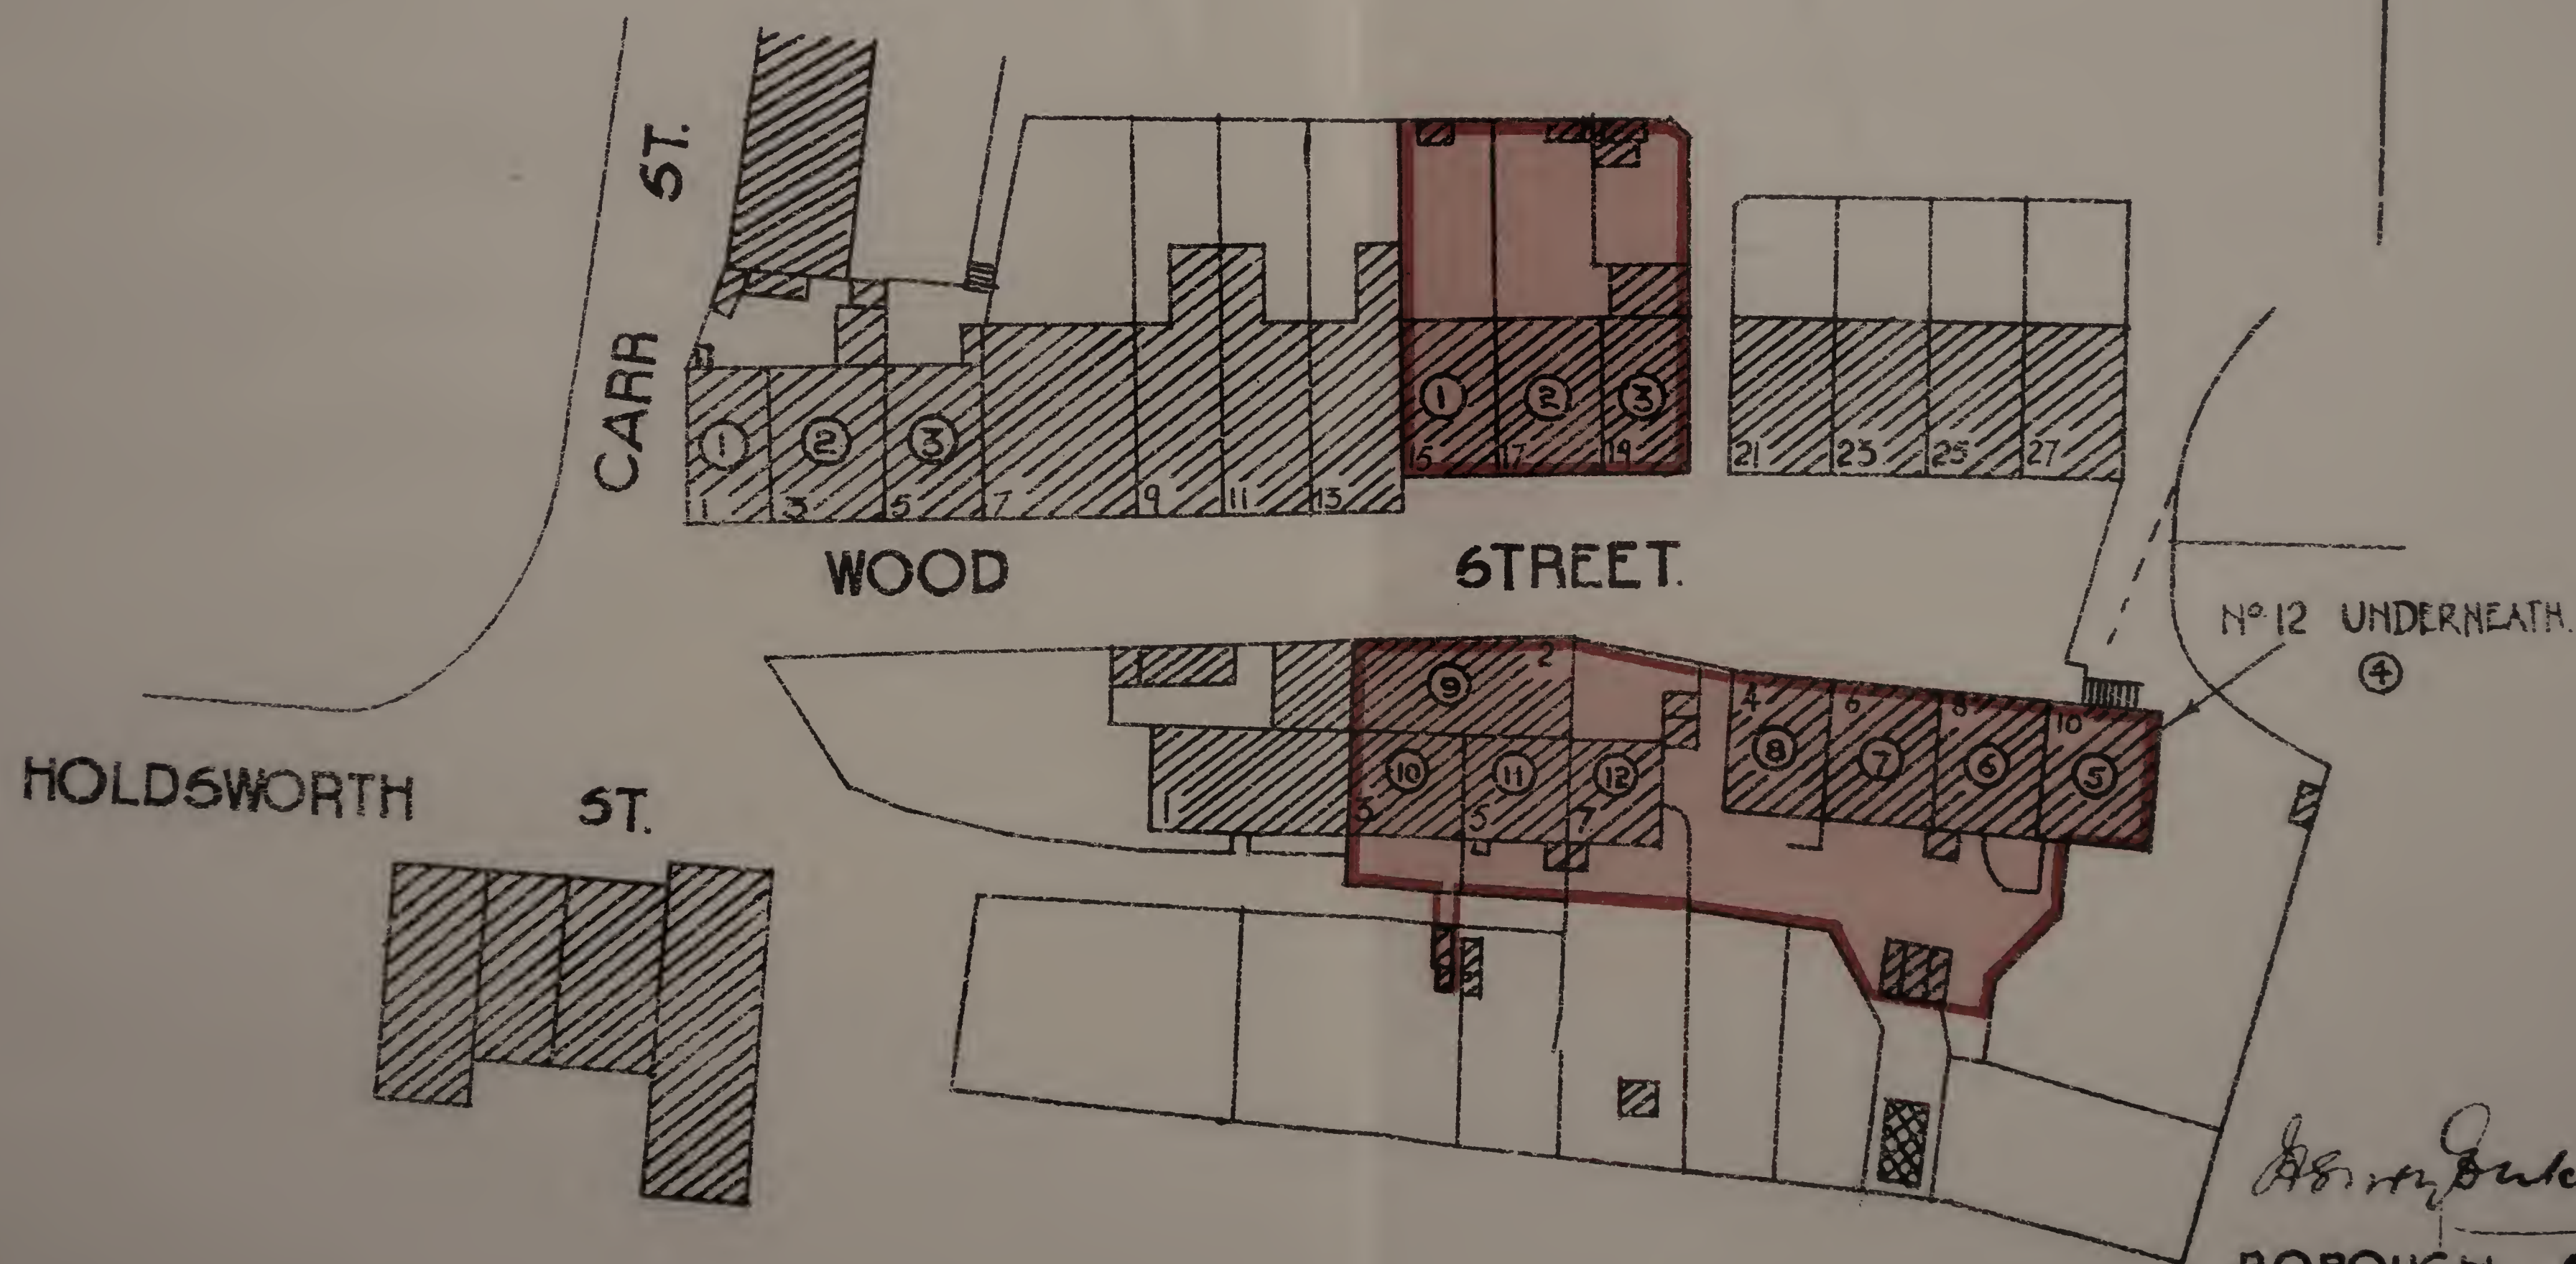 CARR ST.
① ② ③
1 3 5 7 9 11 13
① ② ③
15 17 19
21 23 25 27
WOOD STREET.
Nº 12 UNDERNEATH.
④
2
⑨
4 6 8 10
⑧ ⑦ ⑥ ⑤
⑩ ⑪ ⑫
1 3 5 7
HOLDSWORTH ST.
BOROUGH